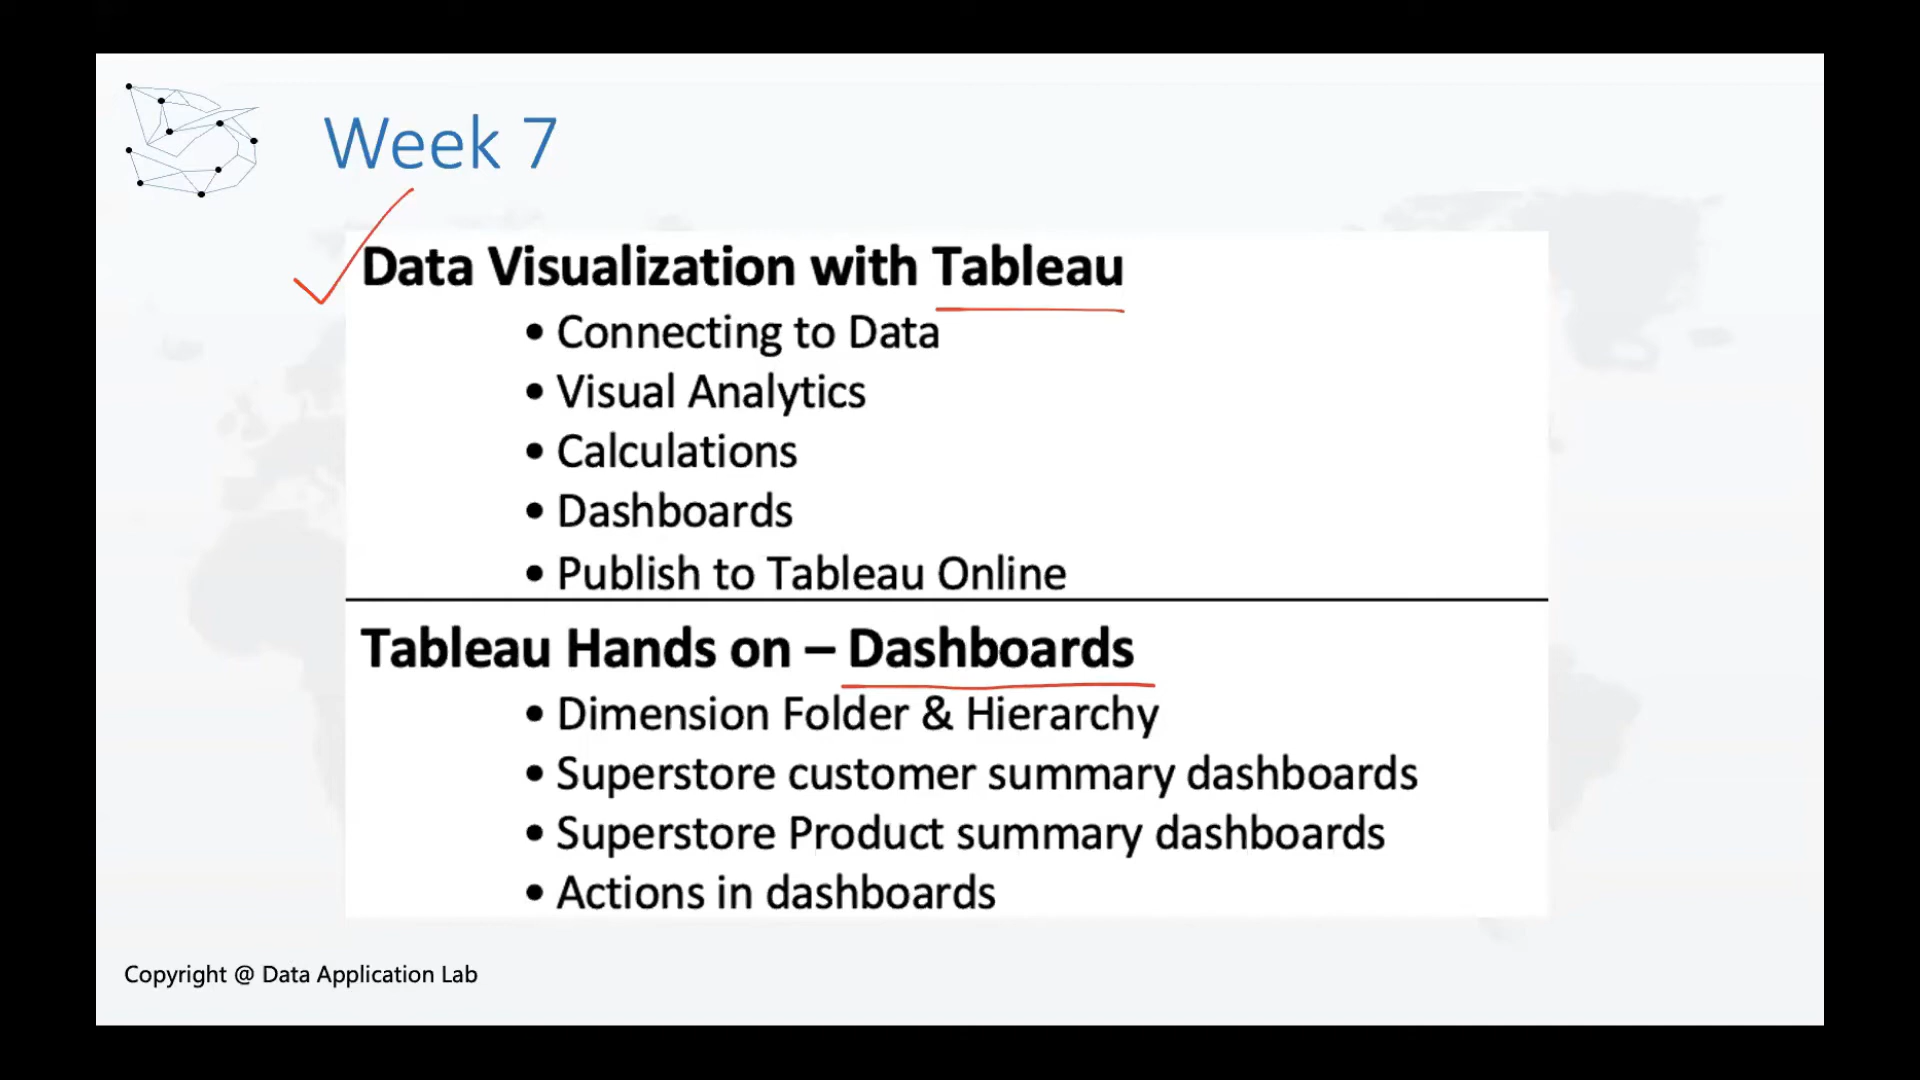 Week 7
Data Visualization with Tableau
• Connecting to Data
• Visual Analytics
• Calculations
• Dashboards
• Publish to Tableau Online
Tableau Hands on – Dashboards
• Dimension Folder & Hierarchy
• Superstore customer summary dashboards
• Superstore Product summary dashboards
• Actions in dashboards
Copyright @ Data Application Lab